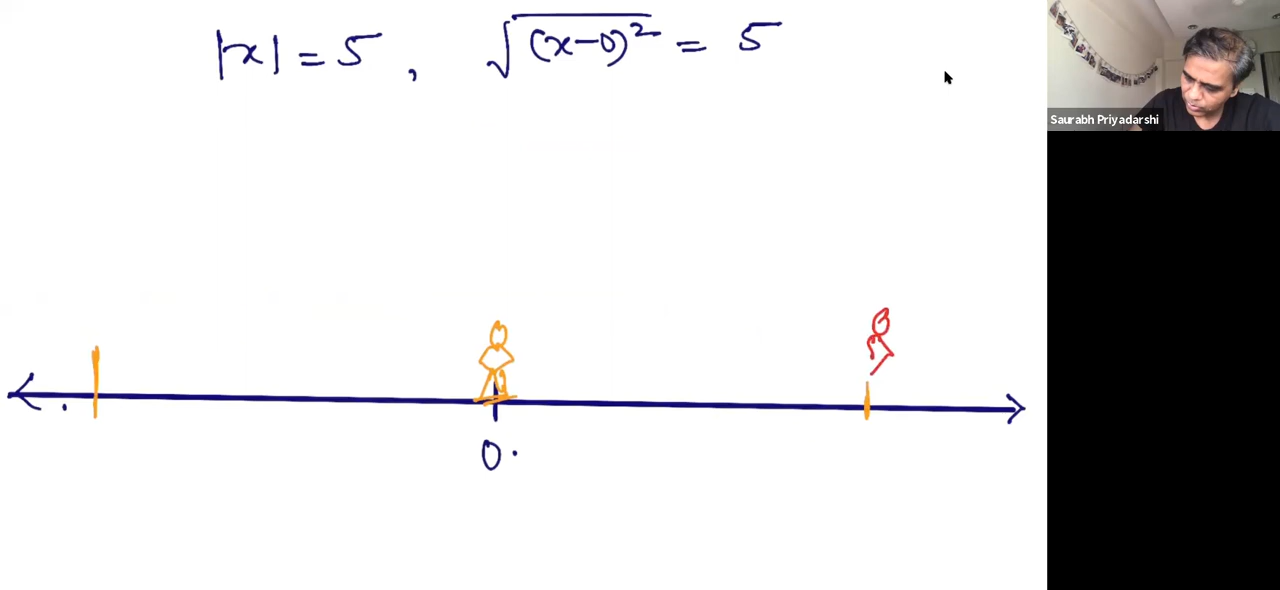 |x| = 5 , √(x-0)² = 5
Saurabh Priyadarshi
0.